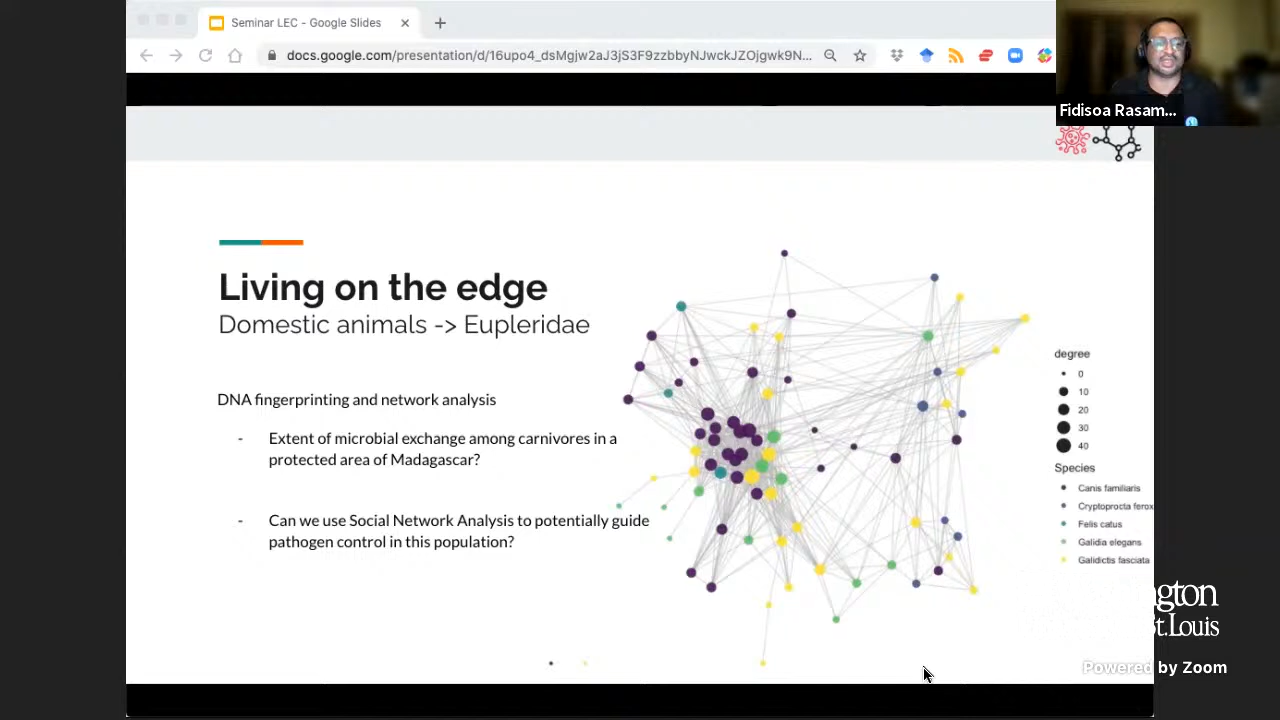 Seminar LEC - Google Slides
docs.google.com/presentation/d/16upo4_dsMgjw2aJ3jS3F9zzbbyNJwckJZOjgwk9N...
Fidisoa Rasam...
Living on the edge
Domestic animals -> Eupleridae
DNA fingerprinting and network analysis
- Extent of microbial exchange among carnivores in a
protected area of Madagascar?
- Can we use Social Network Analysis to potentially guide
pathogen control in this population?
degree
0
10
20
30
40
Species
Canis familiaris
Cryptoprocta ferox
Felis catus
Galidia elegans
Galidictis fasciata
ngton
St.Louis
Powered by Zoom